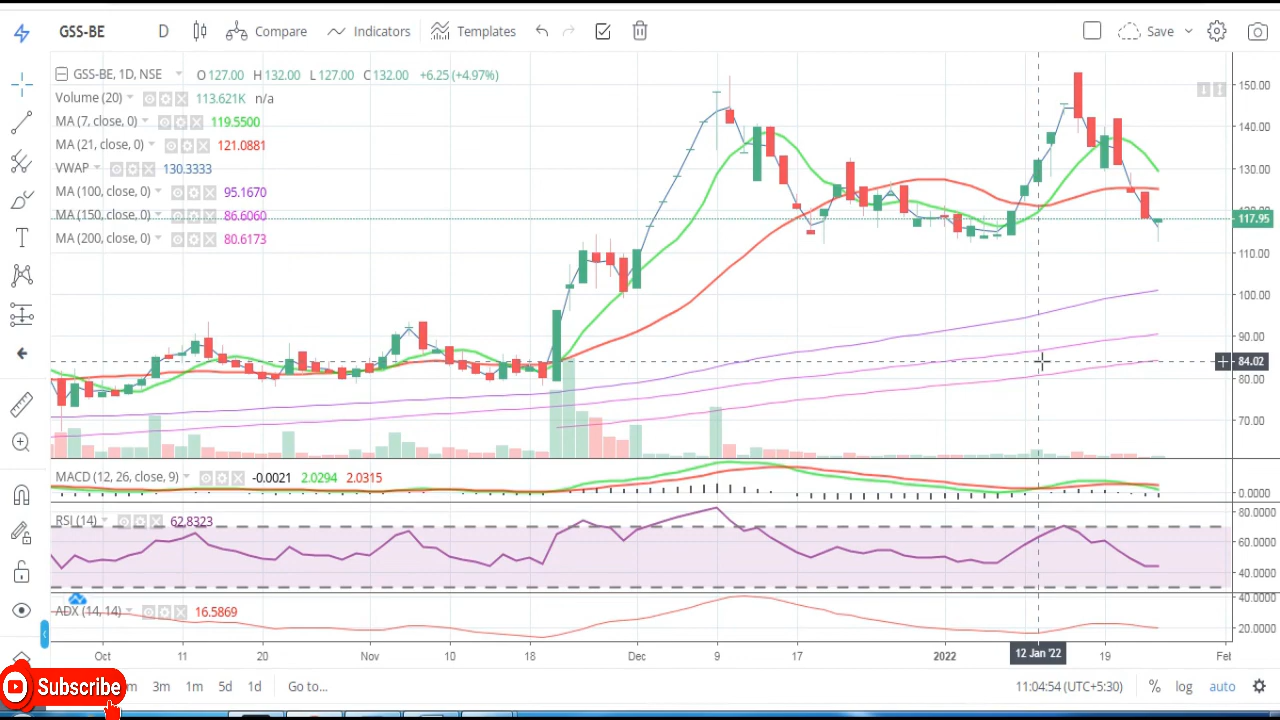 GSS-BE D Compare Indicators Templates Save
GSS-BE, 1D, NSE O 127.00 H 132.00 L 127.00 C 132.00 +6.25 (+4.97%)
Volume (20) 113.621K n/a
MA (7, close, 0) 119.5500
MA (21, close, 0) 121.0881
VWAP 130.3333
MA (100, close, 0) 95.1670
MA (150, close, 0) 86.6060
MA (200, close, 0) 80.6173
150.00
140.00
130.00
120.00
117.95
110.00
100.00
90.00
84.02
80.00
70.00
MACD (12, 26, close, 9) -0.0021 2.0294 2.0315
0.0000
RSI (14) 62.8323
80.0000
60.0000
40.0000
ADX (14, 14) 16.5869
40.0000
20.0000
Oct 11 20 Nov 10 18 Dec 9 17 2022 12 Jan '22 19 Feb
Subscribe 3m 1m 5d 1d Go to... 11:04:54 (UTC+5:30) % log auto